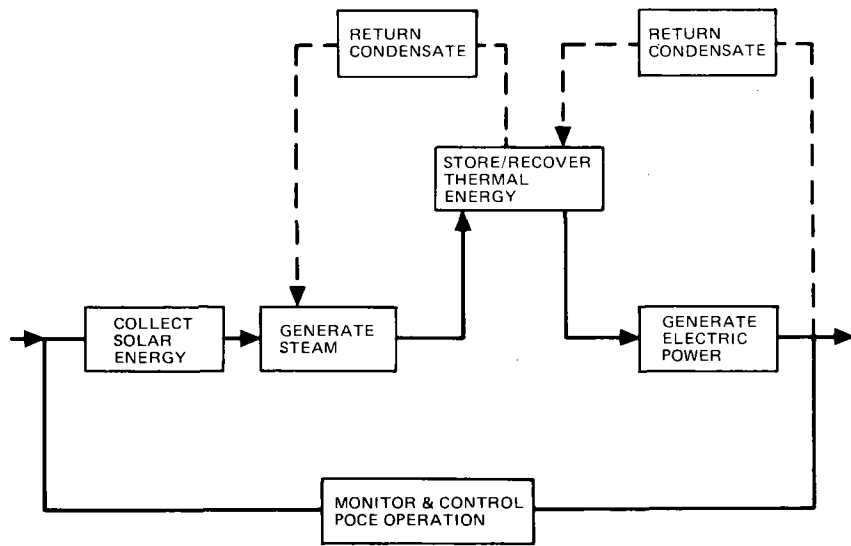 RETURN
CONDENSATE
RETURN
CONDENSATE
STORE/RECOVER
THERMAL
ENERGY
COLLECT
SOLAR
ENERGY
GENERATE
STEAM
GENERATE
ELECTRIC
POWER
MONITOR & CONTROL
POCE OPERATION